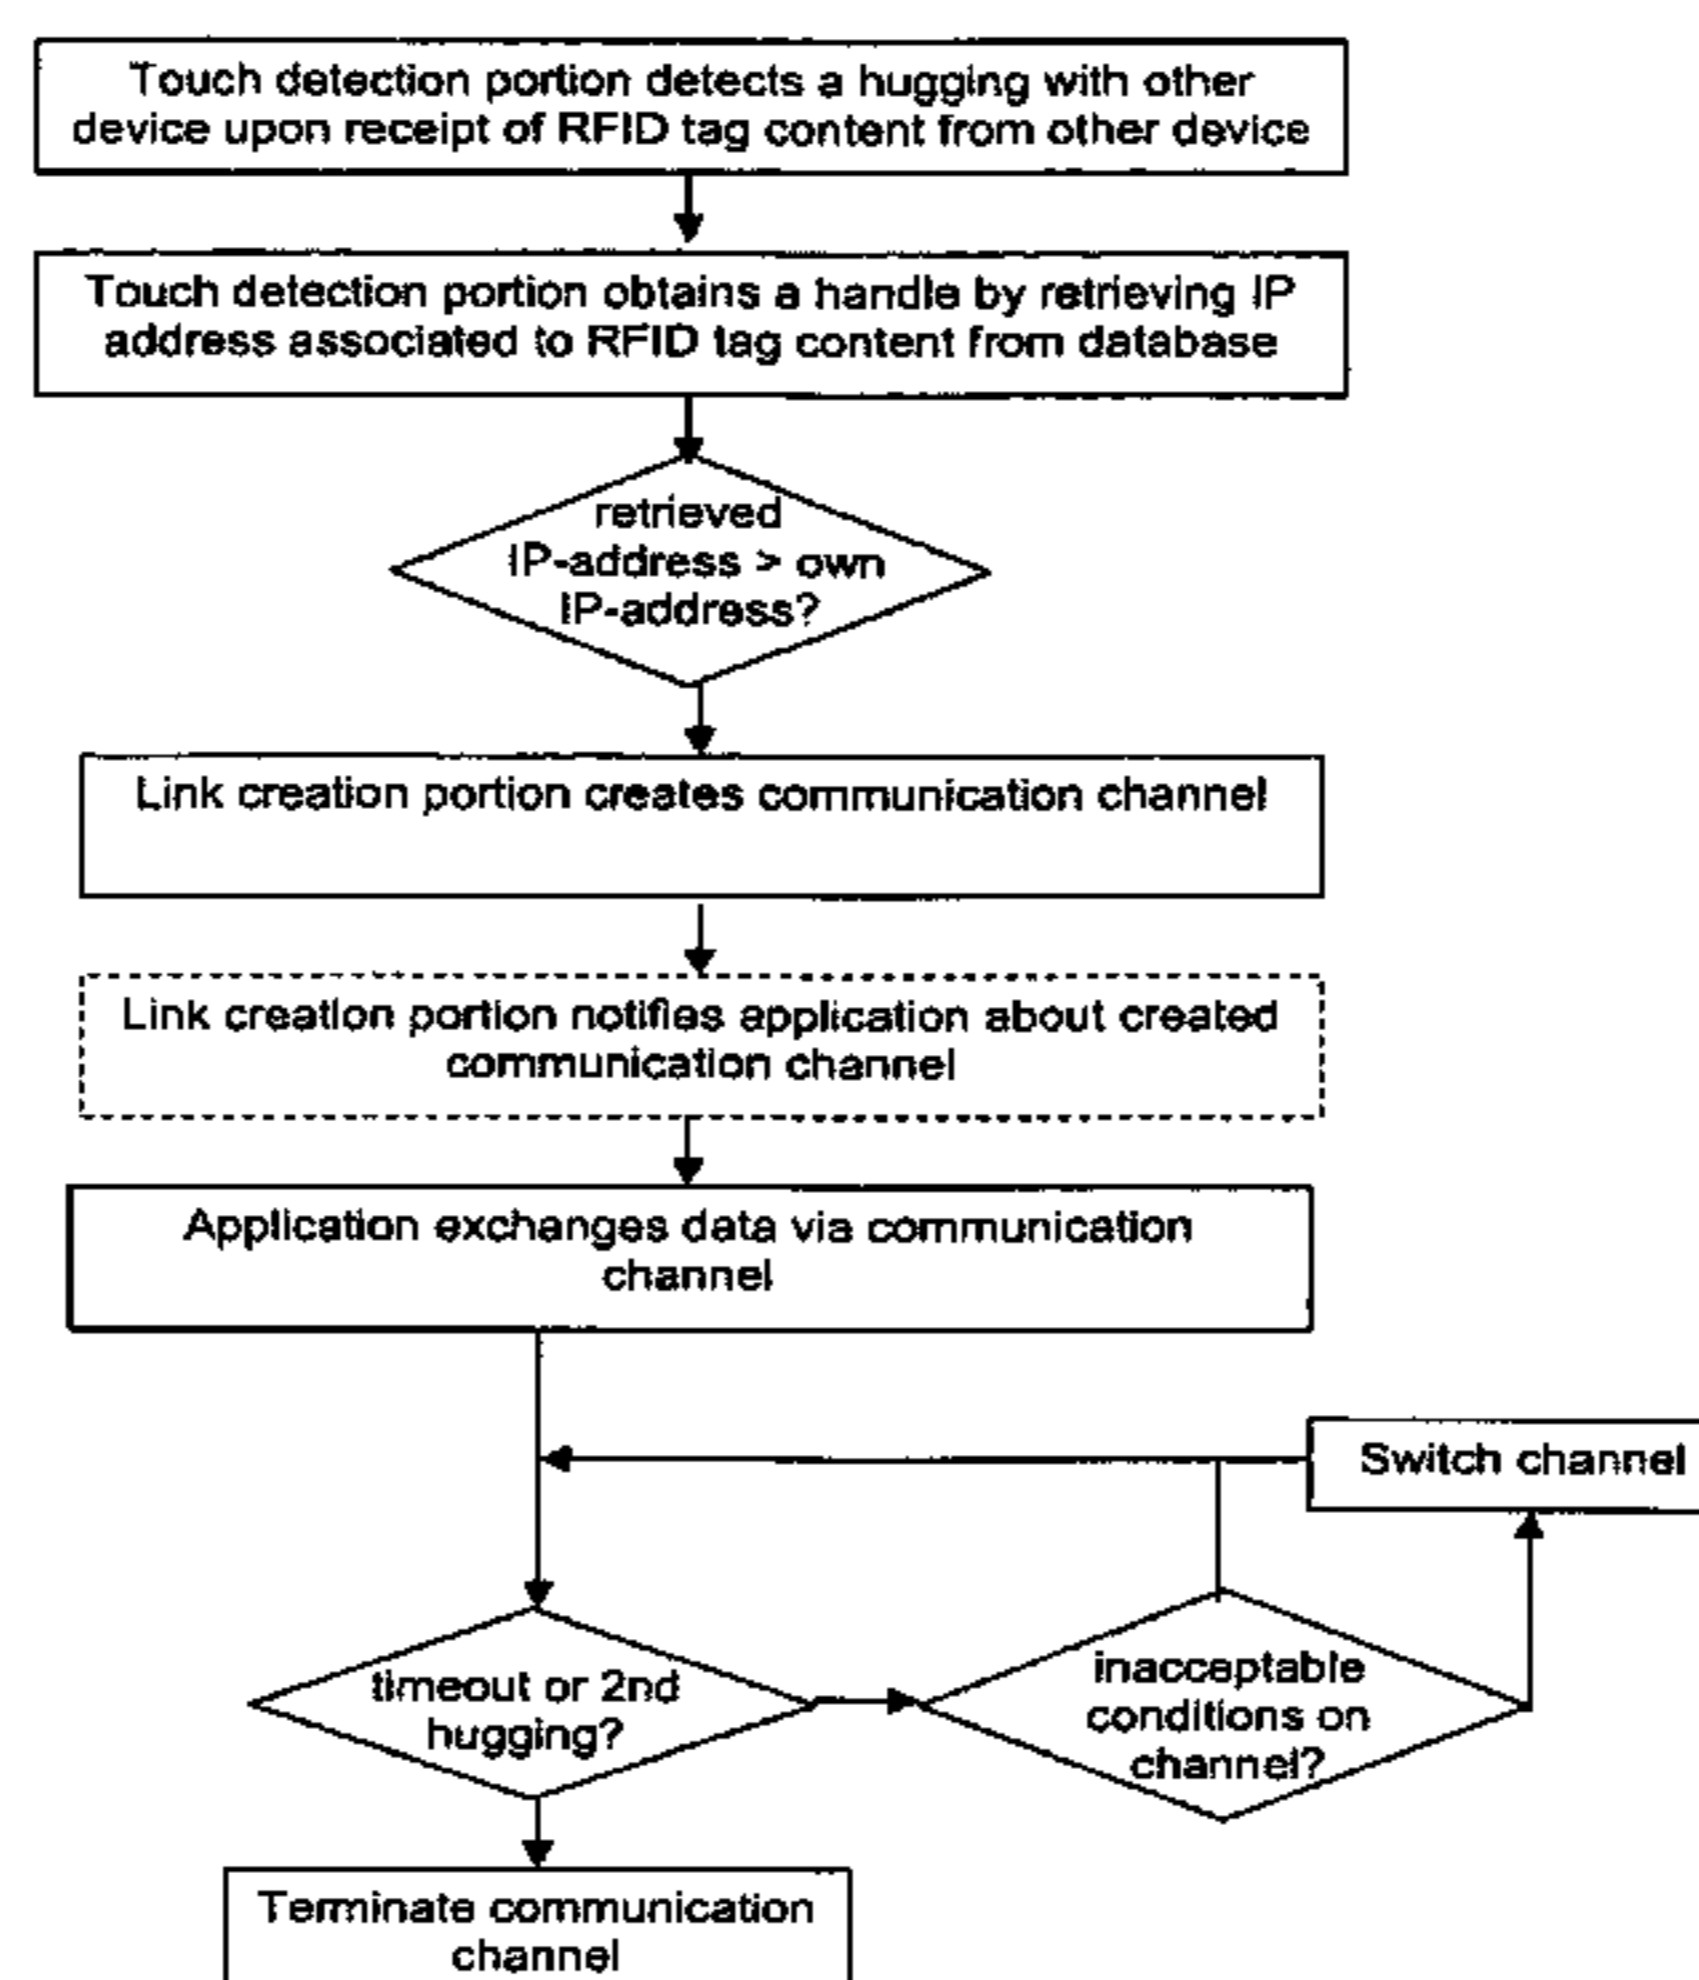 Touch detection portion detects a hugging with other
device upon receipt of RFID tag content from other device
Touch detection portion obtains a handle by retrieving IP
address associated to RFID tag content from database
retrieved
IP-address > own
IP-address?
Link creation portion creates communication channel
Link creation portion notifies application about created
communication channel
Application exchanges data via communication
channel
Switch channel
timeout or 2nd
hugging?
inacceptable
conditions on
channel?
Terminate communication
channel